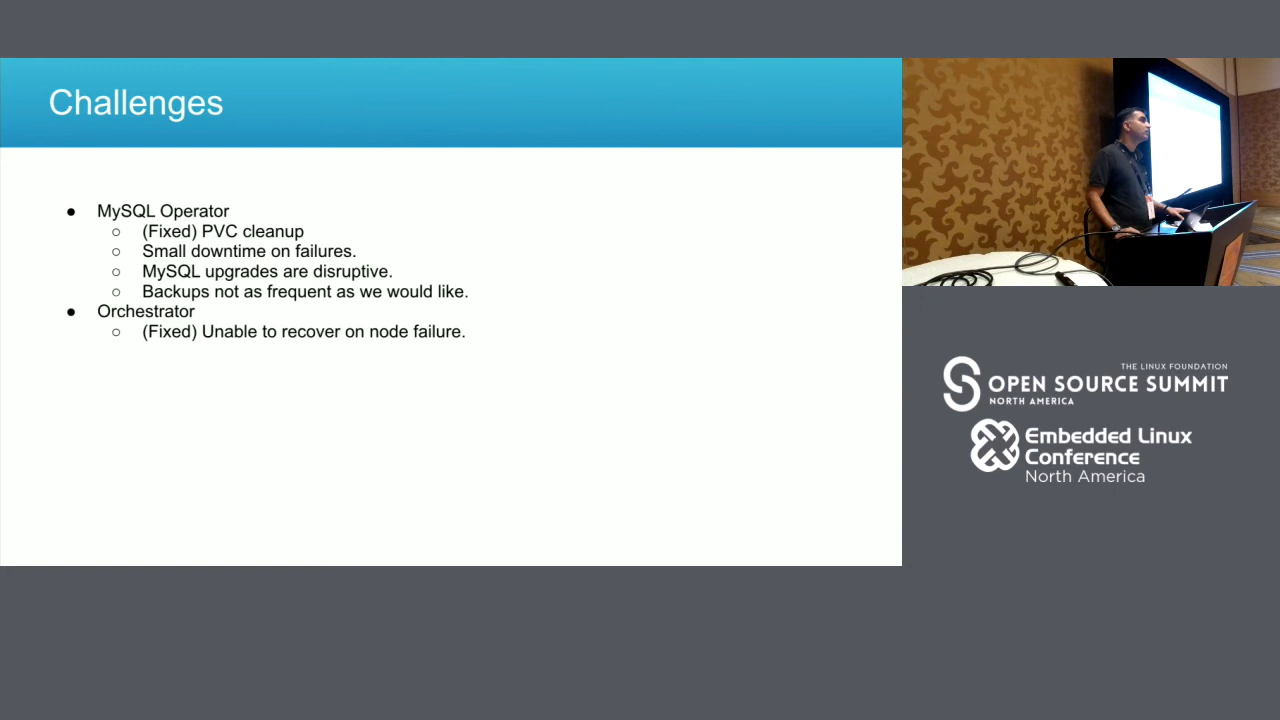 Challenges
● MySQL Operator
○ (Fixed) PVC cleanup
○ Small downtime on failures.
○ MySQL upgrades are disruptive.
○ Backups not as frequent as we would like.
● Orchestrator
○ (Fixed) Unable to recover on node failure.
THE LINUX FOUNDATION
OPEN SOURCE SUMMIT
NORTH AMERICA
Embedded Linux
Conference
North America